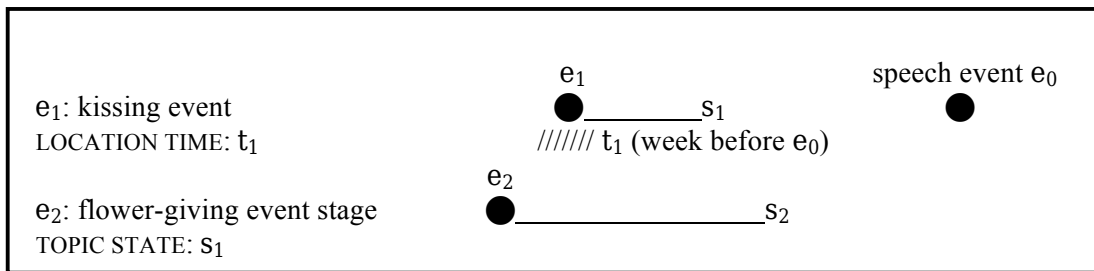 e₁ speech event e₀
e₁: kissing event s₁
LOCATION TIME: t₁ /////// t₁ (week before e₀)
e₂
e₂: flower-giving event stage s₂
TOPIC STATE: s₁